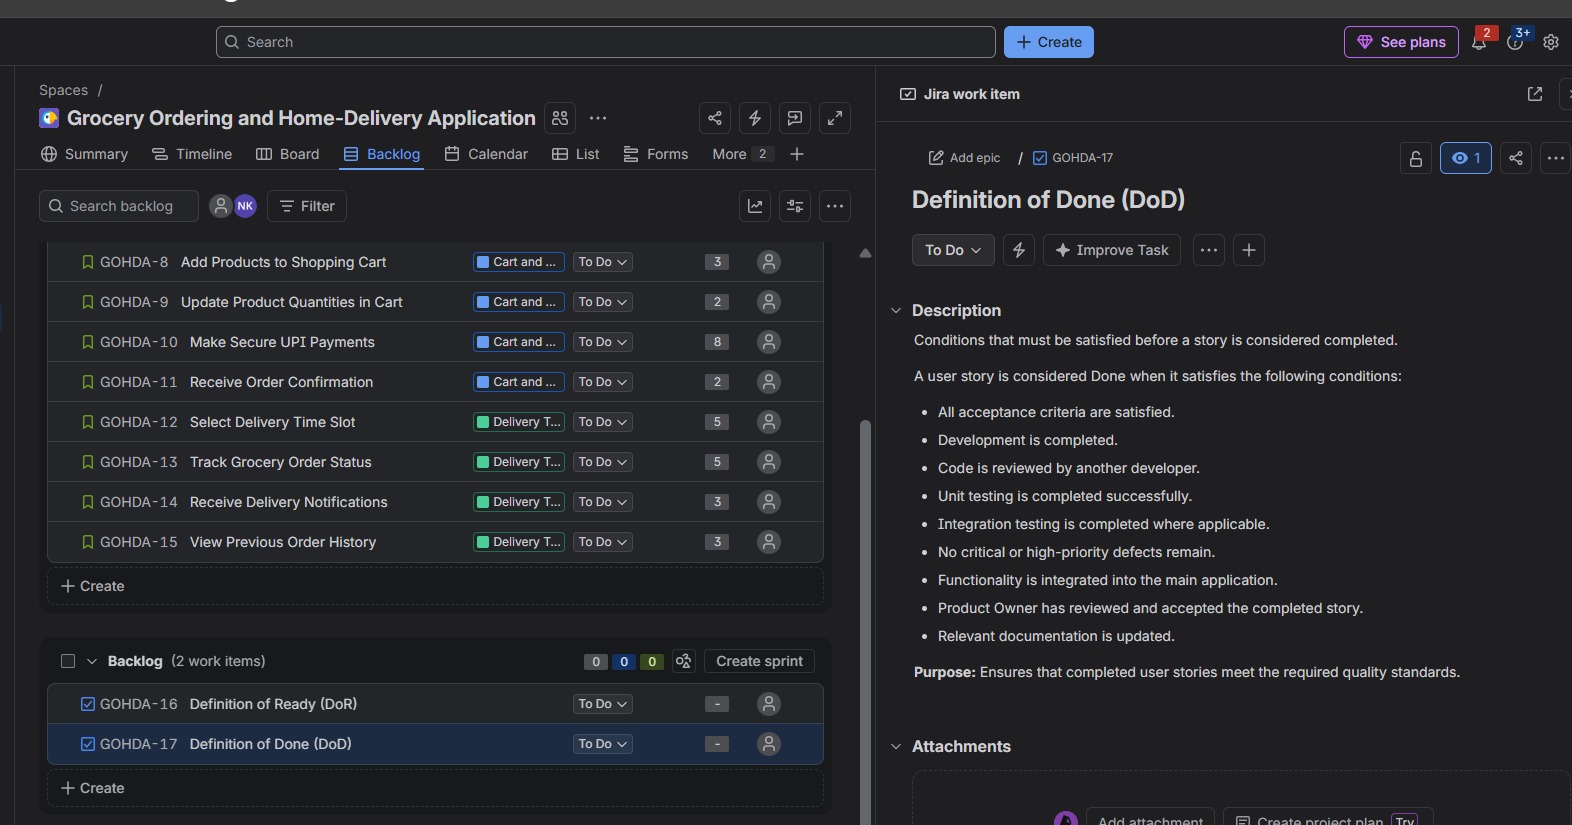 Search
Create
See plans
2
3+
Spaces /
Grocery Ordering and Home-Delivery Application
Summary Timeline Board Backlog Calendar List Forms More 2
Search backlog NK Filter
GOHDA-8 Add Products to Shopping Cart Cart and ... To Do 3
GOHDA-9 Update Product Quantities in Cart Cart and ... To Do 2
GOHDA-10 Make Secure UPI Payments Cart and ... To Do 8
GOHDA-11 Receive Order Confirmation Cart and ... To Do 2
GOHDA-12 Select Delivery Time Slot Delivery T... To Do 5
GOHDA-13 Track Grocery Order Status Delivery T... To Do 5
GOHDA-14 Receive Delivery Notifications Delivery T... To Do 3
GOHDA-15 View Previous Order History Delivery T... To Do 3
+ Create
Backlog (2 work items) 0 0 0 Create sprint
GOHDA-16 Definition of Ready (DoR) To Do -
GOHDA-17 Definition of Done (DoD) To Do -
+ Create
Jira work item
Add epic / GOHDA-17
1
Definition of Done (DoD)
To Do Improve Task
Description
Conditions that must be satisfied before a story is considered completed.
A user story is considered Done when it satisfies the following conditions:
• All acceptance criteria are satisfied.
• Development is completed.
• Code is reviewed by another developer.
• Unit testing is completed successfully.
• Integration testing is completed where applicable.
• No critical or high-priority defects remain.
• Functionality is integrated into the main application.
• Product Owner has reviewed and accepted the completed story.
• Relevant documentation is updated.
Purpose: Ensures that completed user stories meet the required quality standards.
Attachments
Add attachment Create project plan Try